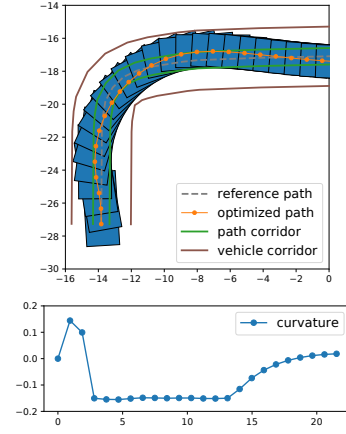 −14
−16
−18
−20
−22
−24
−26
−28
−30
reference path
optimized path
path corridor
vehicle corridor
−16 −14 −12 −10 −8 −6 −4 −2 0
0.2
curvature
0.1
0.0
−0.1
−0.2
0 5 10 15 20